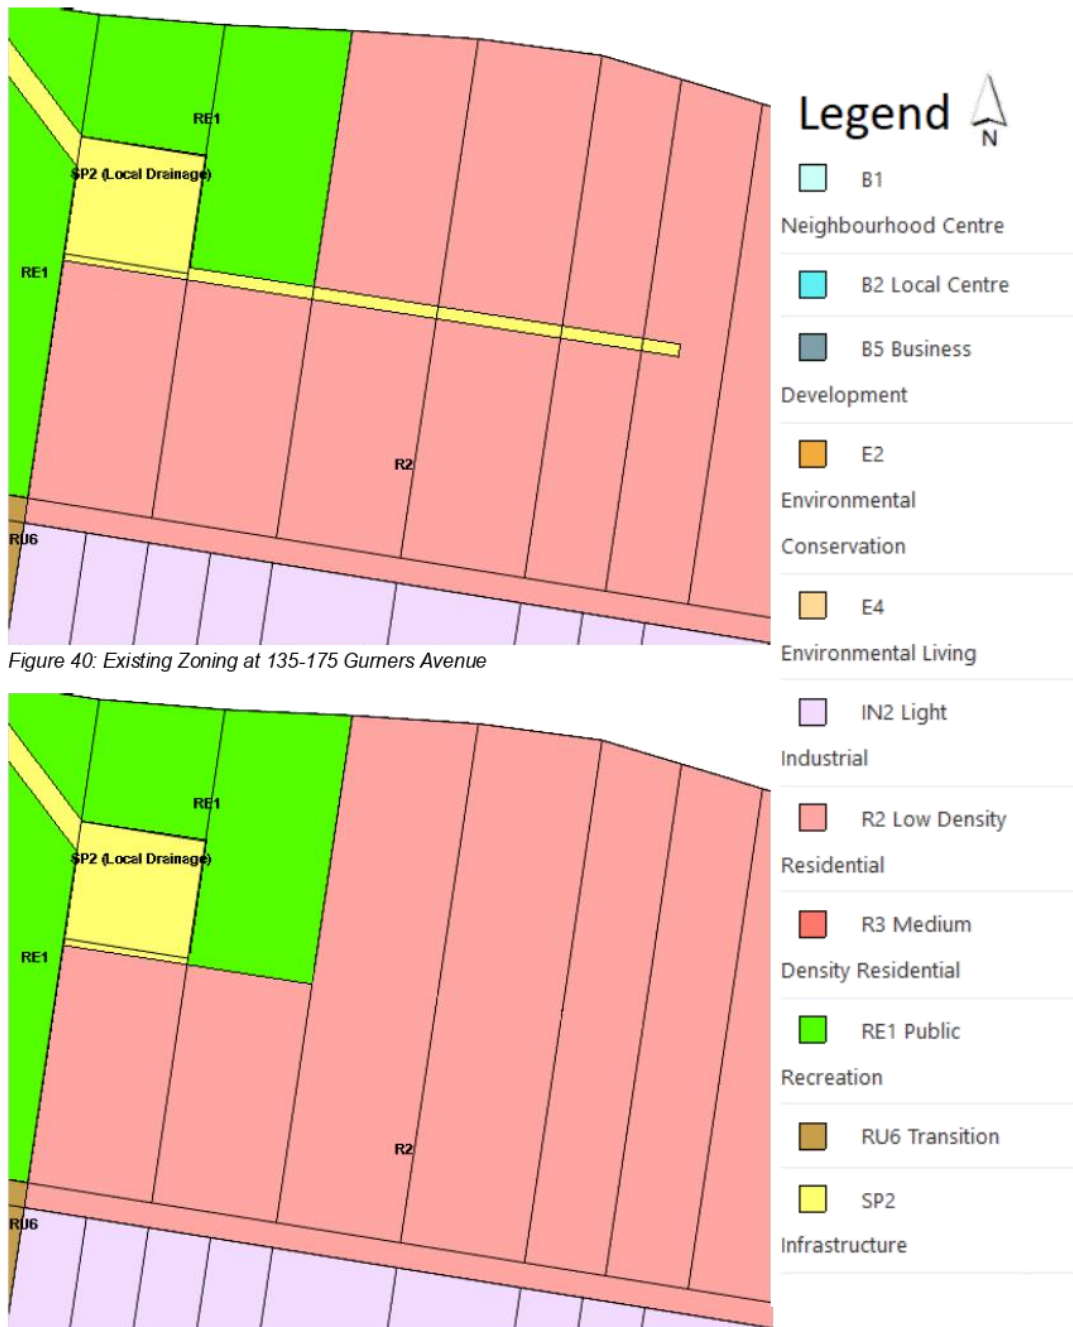 RE1
SP2 (Local Drainage)
RE1
R2
RU6
Figure 40: Existing Zoning at 135-175 Gurners Avenue
RE1
SP2 (Local Drainage)
RE1
R2
RU6
Legend
N
B1
Neighbourhood Centre
B2 Local Centre
B5 Business
Development
E2
Environmental
Conservation
E4
Environmental Living
IN2 Light
Industrial
R2 Low Density
Residential
R3 Medium
Density Residential
RE1 Public
Recreation
RU6 Transition
SP2
Infrastructure